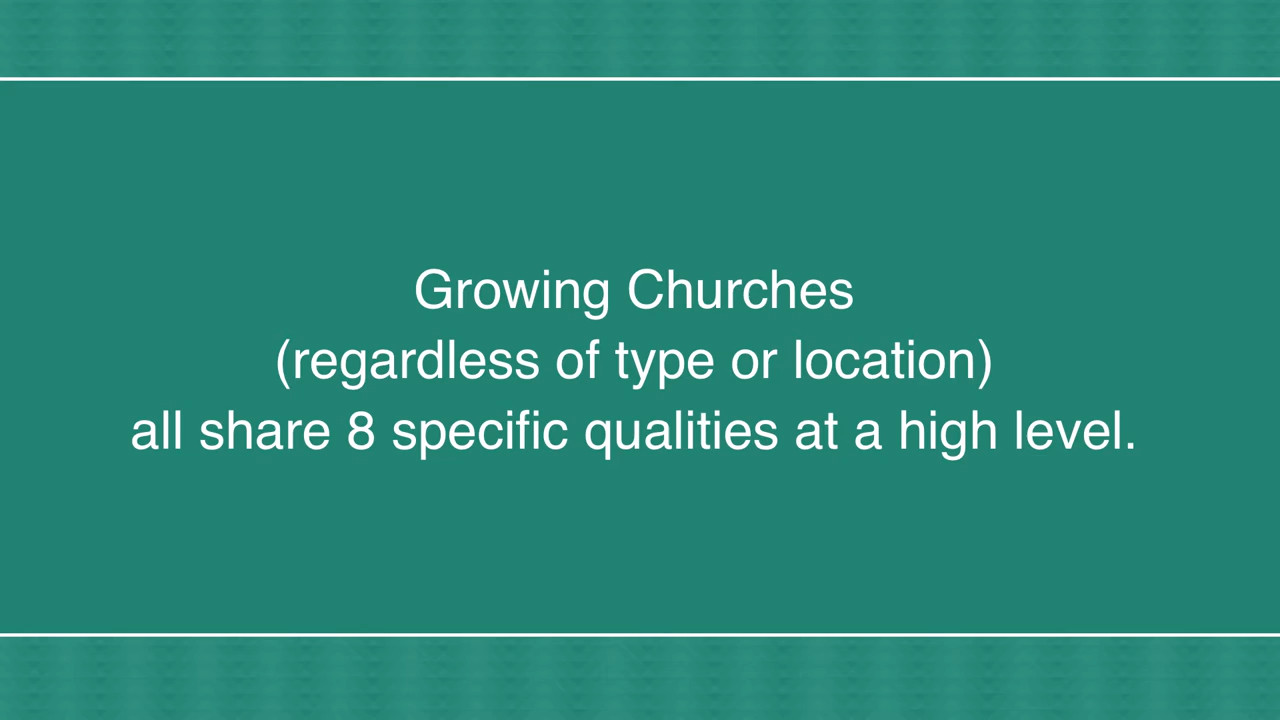 Growing Churches
(regardless of type or location)
all share 8 specific qualities at a high level.